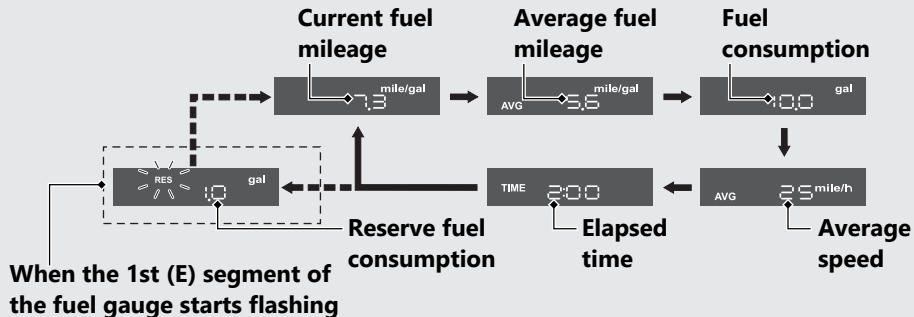 Current fuel
mileage
Average fuel
mileage
Fuel
consumption
7.3 mile/gal
AVG 5.6 mile/gal
10.0 gal
RES 1.0 gal
TIME 2:00
AVG 25 mile/h
Reserve fuel
consumption
Elapsed
time
Average
speed
When the 1st (E) segment of
the fuel gauge starts flashing